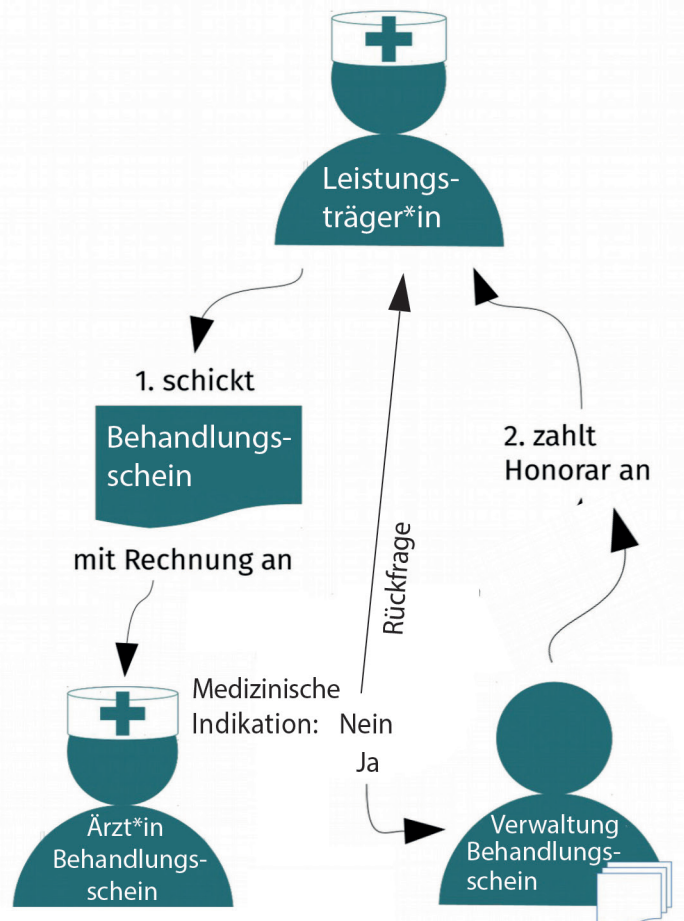 Leistungs-
träger*in
1. schickt
Behandlungs-
schein
mit Rechnung an
2. zahlt
Honorar an
Rückfrage
Medizinische
Indikation: Nein
Ja
Ärzt*in
Behandlungs-
schein
Verwaltung
Behandlungs-
schein